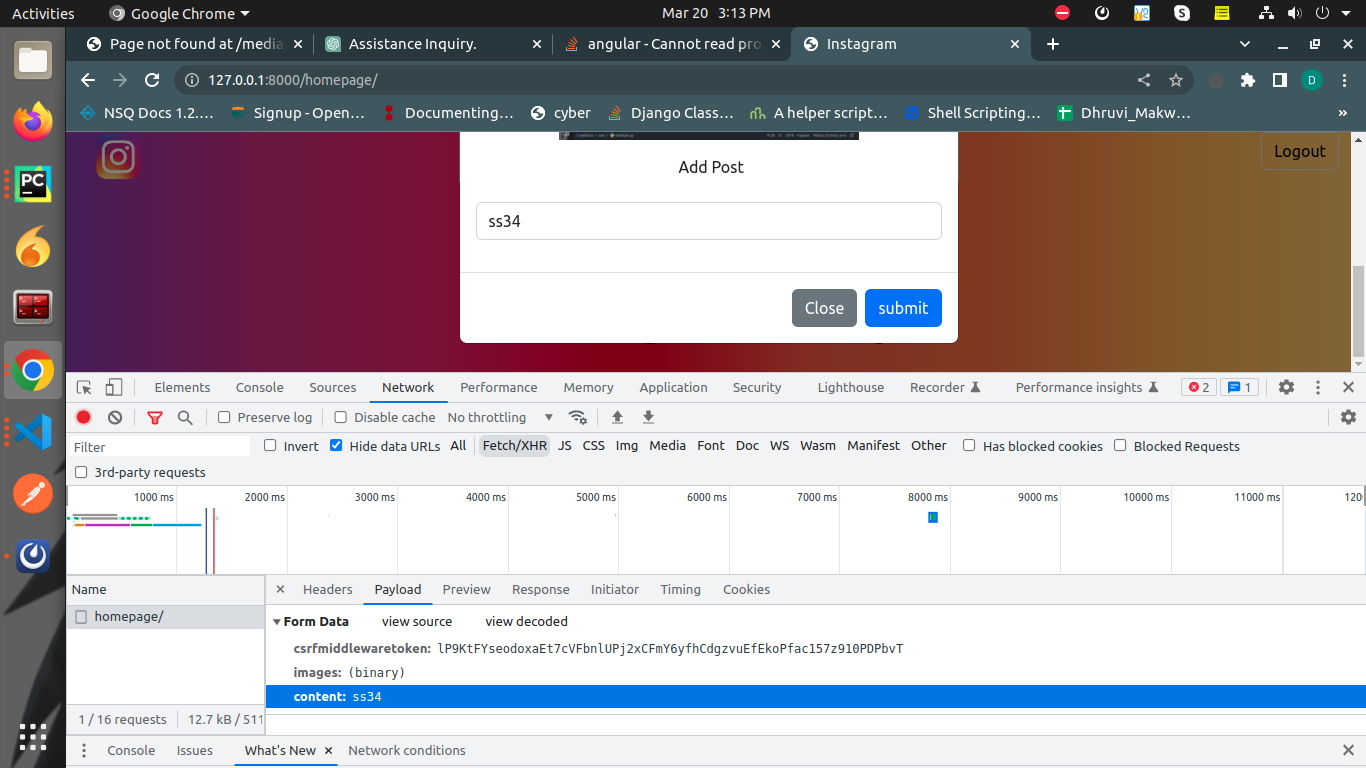 Activities
Google Chrome
Mar 20 3:13 PM
Page not found at /media
Assistance Inquiry.
angular - Cannot read pro
Instagram
127.0.0.1:8000/homepage/
D
NSQ Docs 1.2....
Signup - Open...
Documenting...
cyber
Django Class...
A helper script...
Shell Scripting...
Dhruvi_Makw...
»
Logout
Add Post
ss34
Close
submit
Elements
Console
Sources
Network
Performance
Memory
Application
Security
Lighthouse
Recorder
Performance insights
2
1
Preserve log
Disable cache
No throttling
Filter
Invert
Hide data URLs
All
Fetch/XHR
JS
CSS
Img
Media
Font
Doc
WS
Wasm
Manifest
Other
Has blocked cookies
Blocked Requests
3rd-party requests
1000 ms
2000 ms
3000 ms
4000 ms
5000 ms
6000 ms
7000 ms
8000 ms
9000 ms
10000 ms
11000 ms
120
Name
Headers
Payload
Preview
Response
Initiator
Timing
Cookies
homepage/
Form Data
view source
view decoded
csrfmiddlewaretoken: lP9KtFYseodoxaEt7cVFbnlUPj2xCFmY6yfhCdgzvuEfEkoPfac157z910PDPbvT
images: (binary)
content: ss34
1 / 16 requests
12.7 kB / 511
Console
Issues
What's New
Network conditions